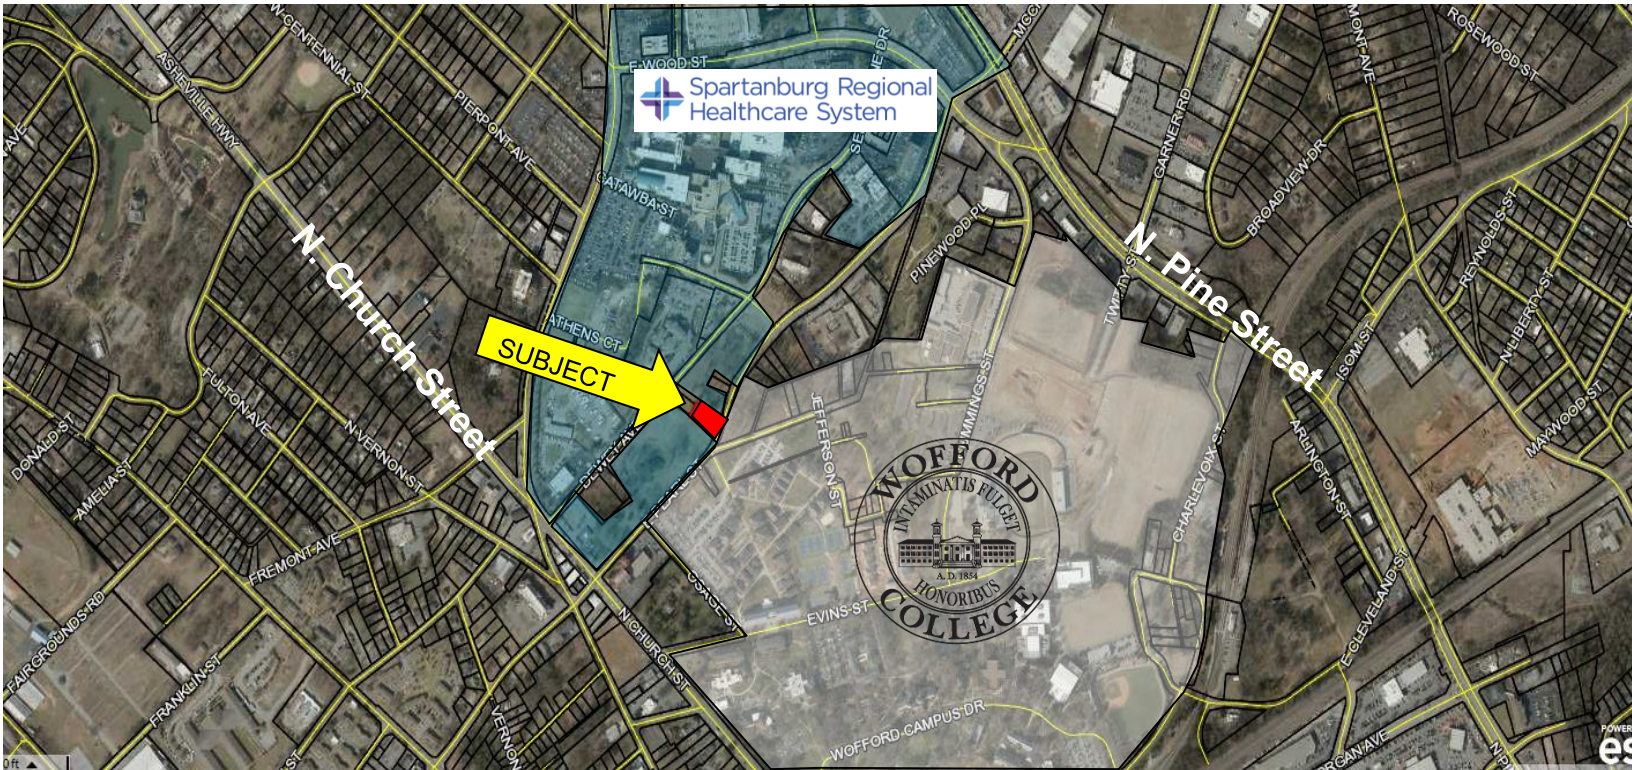 W CENTENNIAL ST
ASHEVILLE HWY
PIERPONT AVE
E WOOD ST
Spartanburg Regional
Healthcare System
CATAWBA ST
GARNER RD
ROSEWOOD ST
BROADVIEW DR
PINEWOOD PL
REYNOLDS ST
N LIBERTY ST
N. Church Street
N. Pine Street
ATHENS CT
SUBJECT
ISOM ST
FULTON AVE
DONALD ST
AMELIA ST
N VERNON ST
JEFFERSON ST
CHARLEVOIX ST
ARLINGTON ST
MAYWOOD ST
WOFFORD
INTAMINATIS FULGET
A.D. 1854
HONORIBUS
COLLEGE
FREMONT AVE
FAIRGROUNDS RD
FRANKLIN ST
OSAGE ST
EVINS ST
E CLEVELAND ST
N CHURCH ST
WOFFORD CAMPUS DR